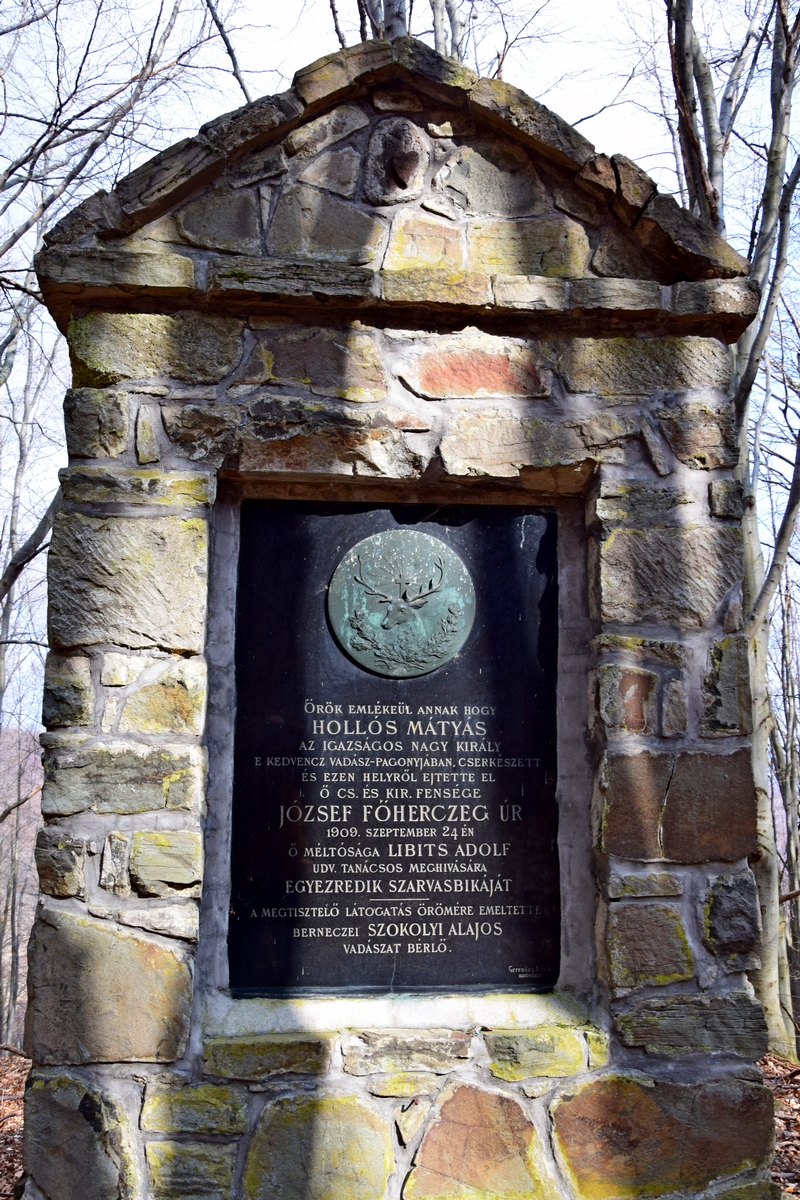 ÖRÖK EMLÉKEÜL ANNAK HOGY
HOLLÓS MÁTYÁS
AZ IGAZSÁGOS NAGY KIRÁLY
E KEDVENCZ VADÁSZ-PAGONYJÁBAN, CSERKÉSZETT
ÉS EZEN HELYRŐL EJTETTE EL
Ő CS. ÉS KIR. FENSÉGE
JÓZSEF FŐHERCZEG ÚR
1909. SZEPTEMBER 24 ÉN
Ő MÉLTÓSÁGA LIBITS ADOLF
UDV. TANÁCSOS MEGHIVÁSÁRA
EGYEZREDIK SZARVASBIKÁJÁT
A MEGTISZTELŐ LÁTOGATÁS ÖRÖMÉRE EMELTETTE
BERNECZEI SZOKOLYI ALAJOS
VADÁSZAT BÉRLŐ.